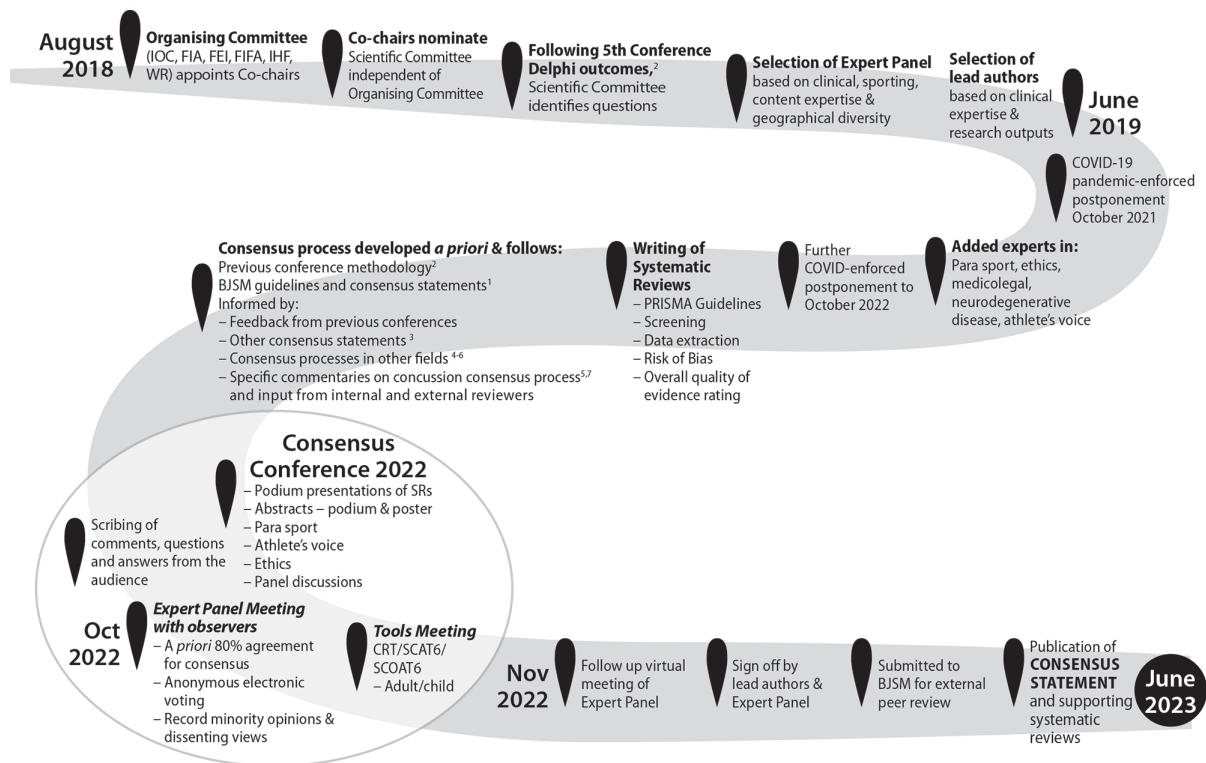 August
2018
Organising Committee
(IOC, FIA, FEI, FIFA, IHF,
WR) appoints Co-chairs
Co-chairs nominate
Scientific Committee
independent of
Organising Committee
Following 5th Conference
Delphi outcomes,2
Scientific Committee
identifies questions
Selection of Expert Panel
based on clinical, sporting,
content expertise &
geographical diversity
Selection of
lead authors
based on clinical
expertise &
research outputs
June
2019
COVID-19
pandemic-enforced
postponement
October 2021
Added experts in:
Para sport, ethics,
medicolegal,
neurodegenerative
disease, athlete's voice
Further
COVID-enforced
postponement to
October 2022
Writing of
Systematic
Reviews
– PRISMA Guidelines
– Screening
– Data extraction
– Risk of Bias
– Overall quality of
evidence rating
Consensus process developed a priori & follows:
Previous conference methodology2
BJSM guidelines and consensus statements1
Informed by:
– Feedback from previous conferences
– Other consensus statements 3
– Consensus processes in other fields 4-6
– Specific commentaries on concussion consensus process5,7
and input from internal and external reviewers
Consensus
Conference 2022
– Podium presentations of SRs
– Abstracts – podium & poster
– Para sport
– Athlete's voice
– Ethics
– Panel discussions
Scribing of
comments, questions
and answers from the
audience
Oct
2022
Expert Panel Meeting
with observers
– A priori 80% agreement
for consensus
– Anonymous electronic
voting
– Record minority opinions &
dissenting views
Tools Meeting
CRT/SCAT6/
SCOAT6
– Adult/child
Nov
2022
Follow up virtual
meeting of
Expert Panel
Sign off by
lead authors &
Expert Panel
Submitted to
BJSM for external
peer review
Publication of
CONSENSUS
STATEMENT
and supporting
systematic
reviews
June
2023